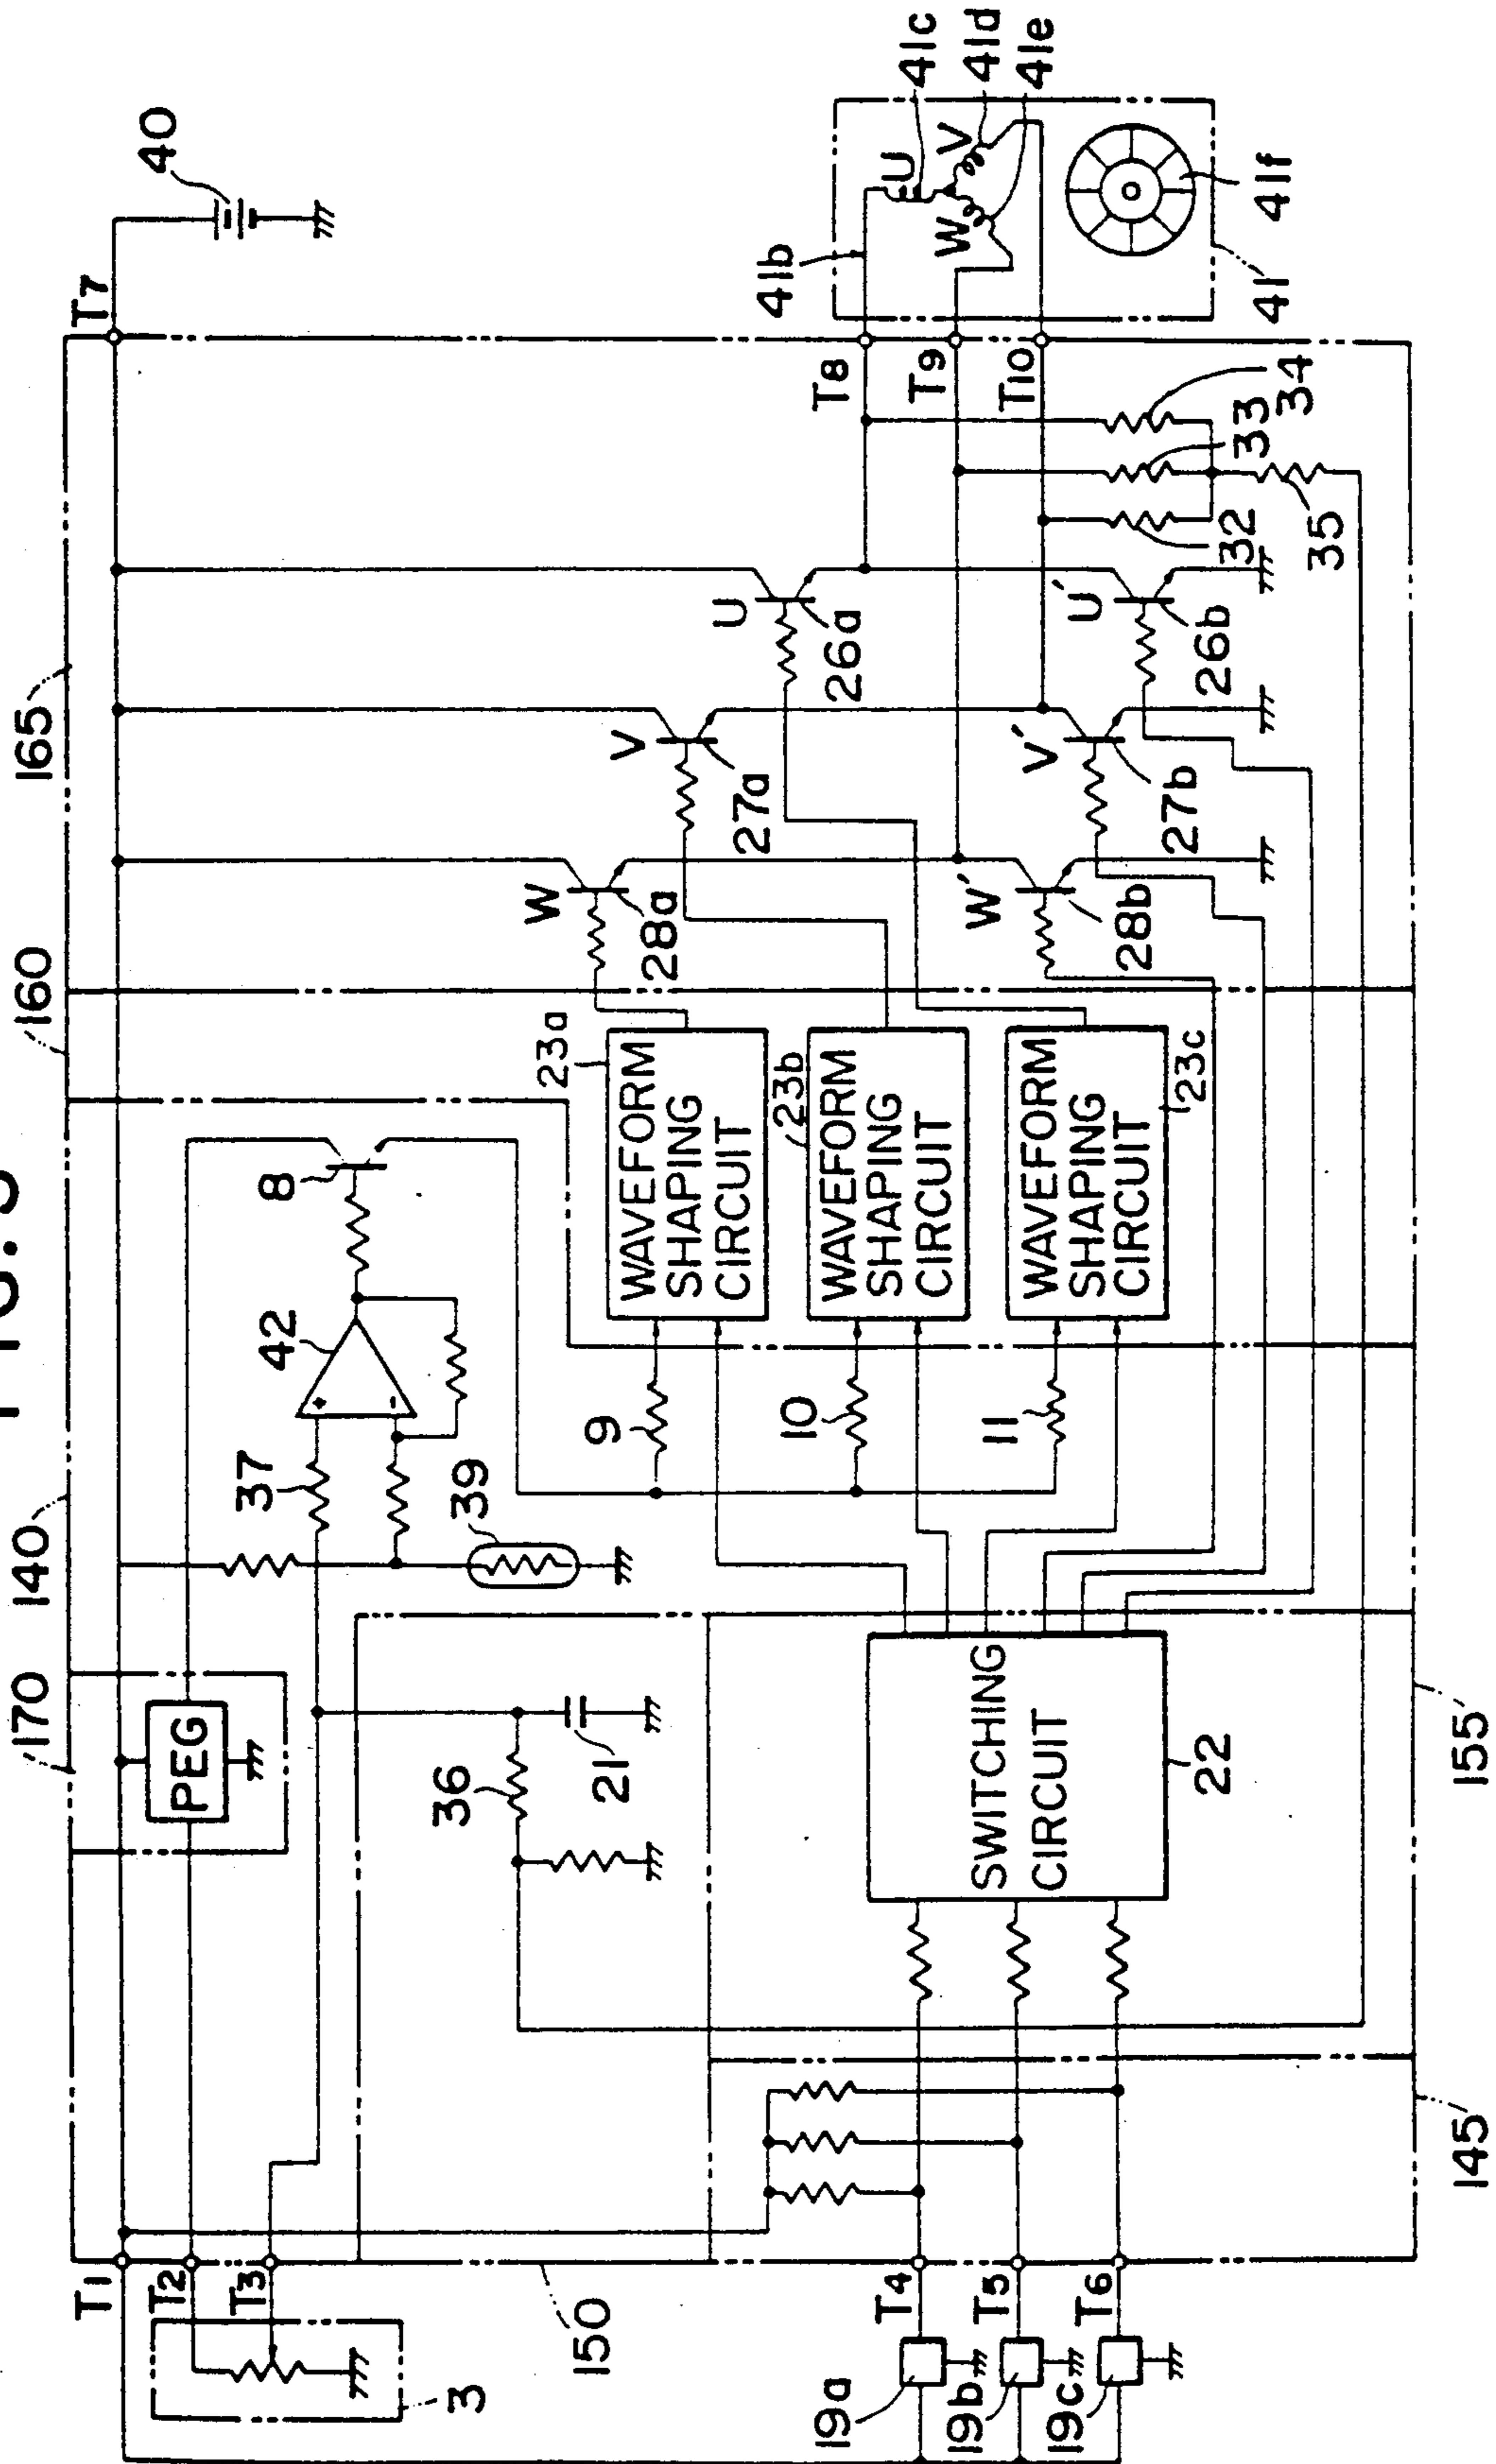 FIG.
170
140
160
165
T1
T2
T3
T7
PEG
40
3
37
42
8
39
36
21
150
9
10
11
WAVEFORM
SHAPING
CIRCUIT
23a
WAVEFORM
SHAPING
CIRCUIT
23b
WAVEFORM
SHAPING
CIRCUIT
23c
W
28a
V
27a
U
26a
W'
28b
V'
27b
U'
26b
T8
T9
T10
41b
U
V
W
41c
41d
41e
41f
41
32
33
34
35
T4
T5
T6
19a
19b
19c
SWITCHING
CIRCUIT
22
145
155